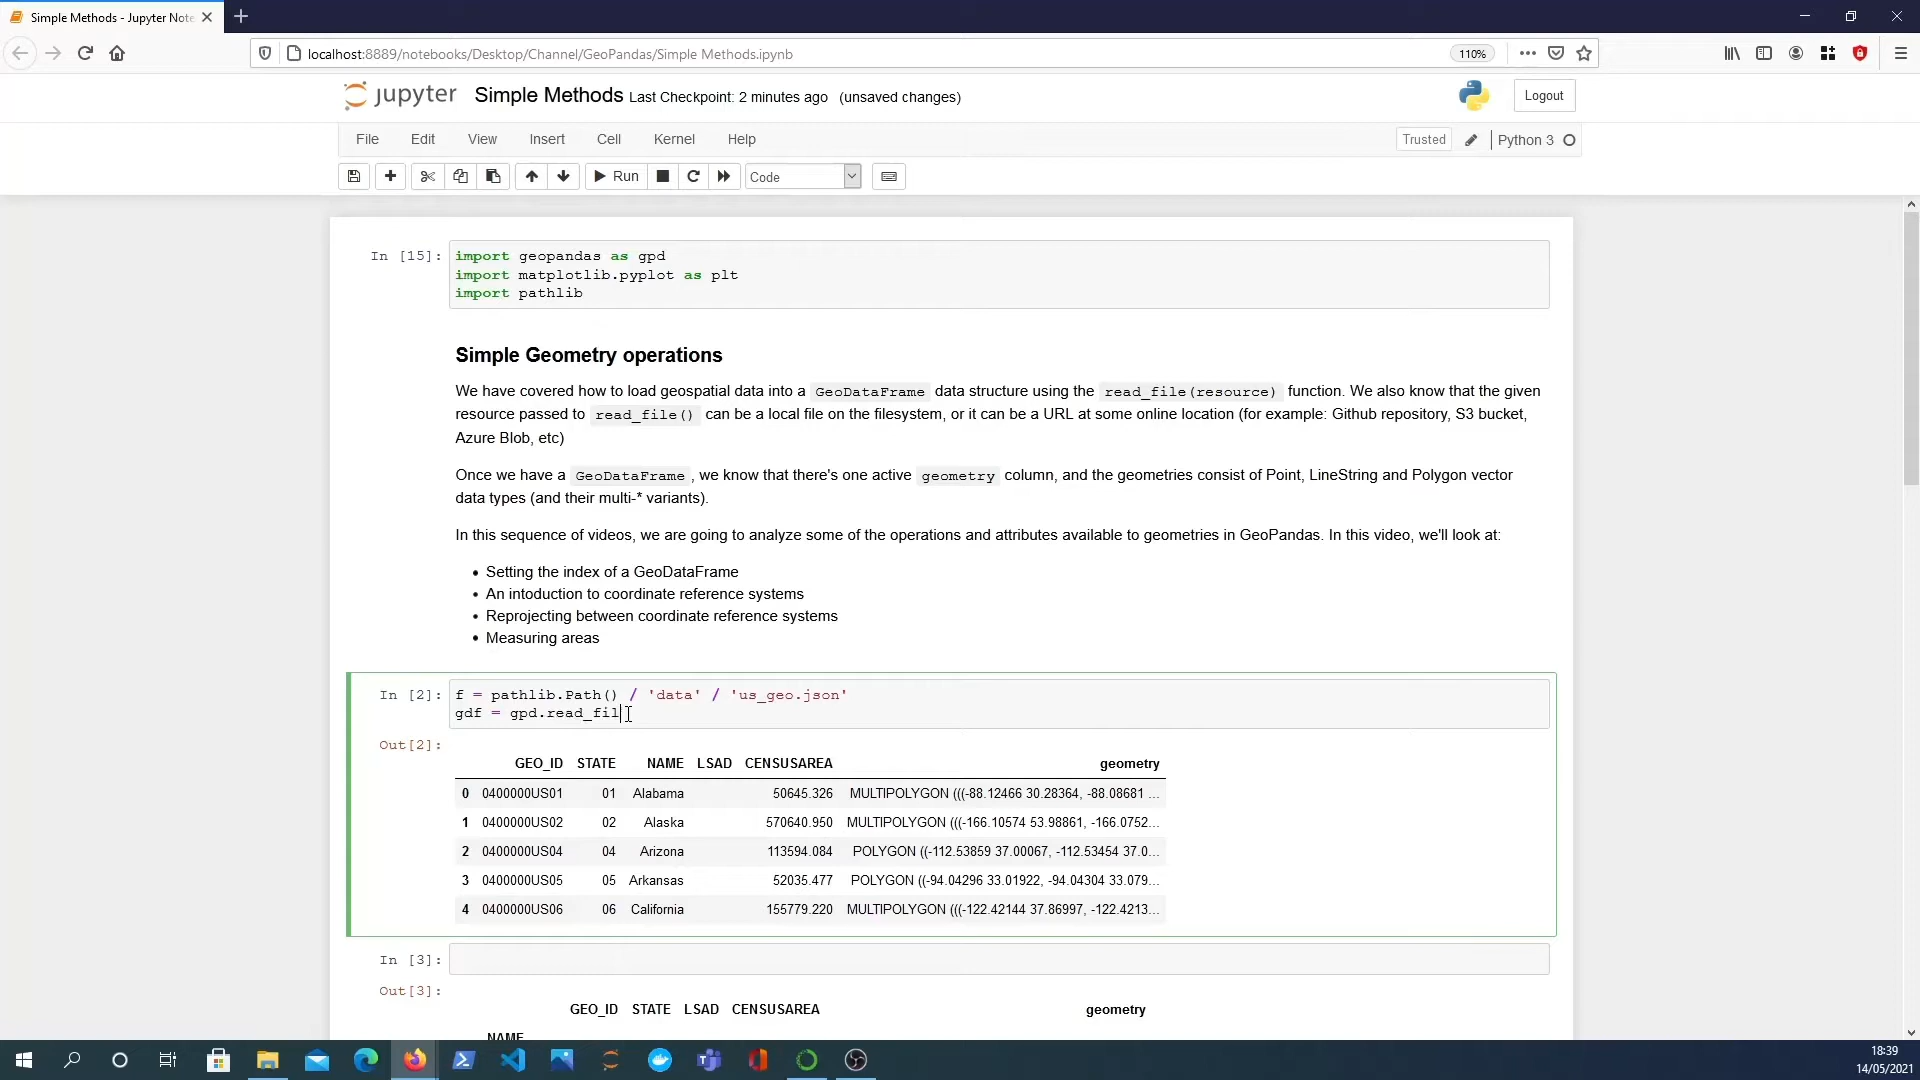 Simple Methods - Jupyter Note
localhost:8889/notebooks/Desktop/Channel/GeoPandas/Simple Methods.ipynb
110%
jupyter Simple Methods Last Checkpoint: 2 minutes ago (unsaved changes)
Logout
File Edit View Insert Cell Kernel Help
Trusted
Python 3
Run
Code
In [15]: import geopandas as gpd
import matplotlib.pyplot as plt
import pathlib
Simple Geometry operations
We have covered how to load geospatial data into a GeoDataFrame data structure using the read_file(resource) function. We also know that the given
resource passed to read_file() can be a local file on the filesystem, or it can be a URL at some online location (for example: Github repository, S3 bucket,
Azure Blob, etc)
Once we have a GeoDataFrame , we know that there's one active geometry column, and the geometries consist of Point, LineString and Polygon vector
data types (and their multi-* variants).
In this sequence of videos, we are going to analyze some of the operations and attributes available to geometries in GeoPandas. In this video, we'll look at:
• Setting the index of a GeoDataFrame
• An intoduction to coordinate reference systems
• Reprojecting between coordinate reference systems
• Measuring areas
In [2]: f = pathlib.Path() / 'data' / 'us_geo.json'
gdf = gpd.read_fil
Out[2]:
GEO_ID STATE NAME LSAD CENSUSAREA geometry
0 0400000US01 01 Alabama 50645.326 MULTIPOLYGON (((-88.12466 30.28364, -88.08681 ...
1 0400000US02 02 Alaska 570640.950 MULTIPOLYGON (((-166.10574 53.98861, -166.0752...
2 0400000US04 04 Arizona 113594.084 POLYGON ((-112.53859 37.00067, -112.53454 37.0...
3 0400000US05 05 Arkansas 52035.477 POLYGON ((-94.04296 33.01922, -94.04304 33.079...
4 0400000US06 06 California 155779.220 MULTIPOLYGON (((-122.42144 37.86997, -122.4213...
In [3]:
Out[3]:
GEO_ID STATE LSAD CENSUSAREA geometry
NAME
18:39
14/05/2021